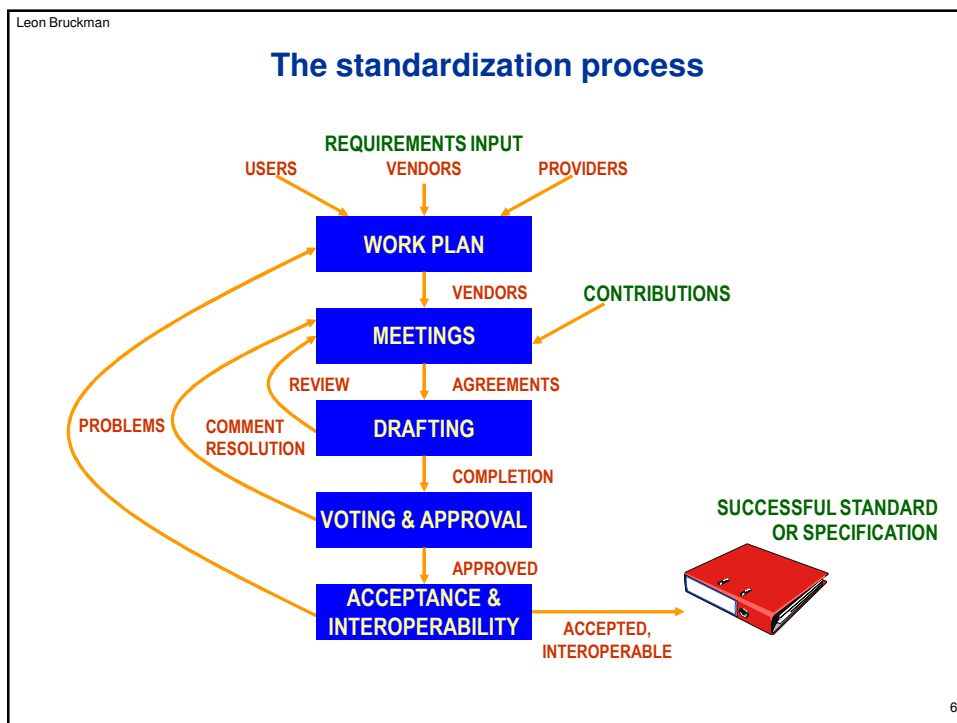 Leon Bruckman
The standardization process
REQUIREMENTS INPUT
USERS
VENDORS
PROVIDERS
WORK PLAN
VENDORS
CONTRIBUTIONS
MEETINGS
REVIEW
AGREEMENTS
PROBLEMS
COMMENT
RESOLUTION
DRAFTING
COMPLETION
VOTING & APPROVAL
SUCCESSFUL STANDARD
OR SPECIFICATION
APPROVED
ACCEPTANCE &
INTEROPERABILITY
ACCEPTED,
INTEROPERABLE
6